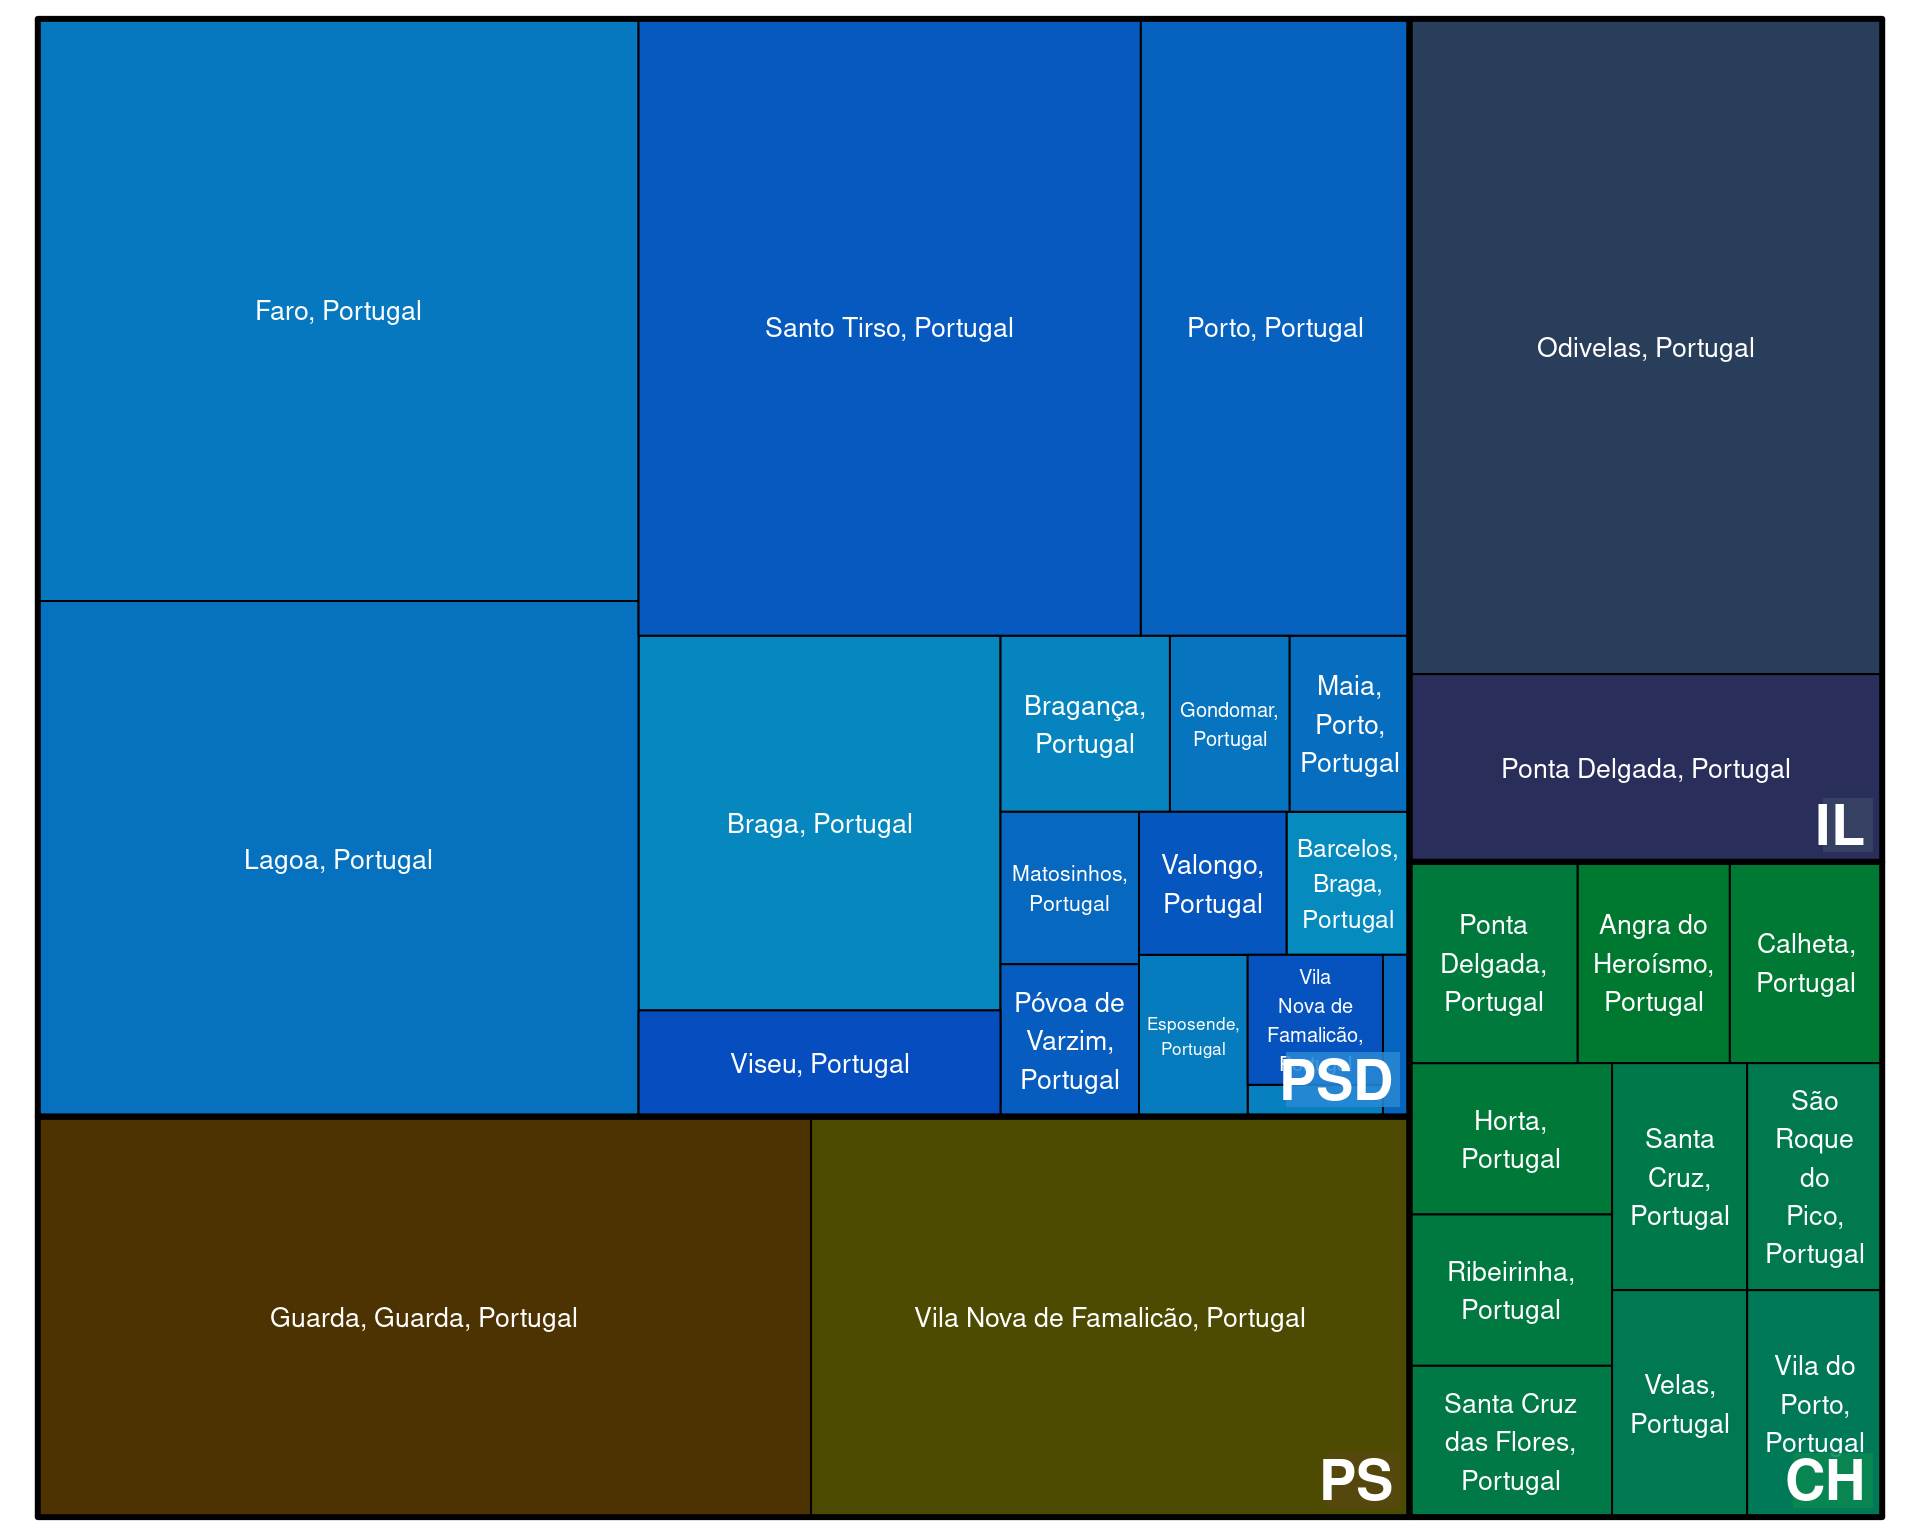 Faro, Portugal
Lagoa, Portugal
Santo Tirso, Portugal
Porto, Portugal
Braga, Portugal
Viseu, Portugal
Bragança,
Portugal
Gondomar,
Portugal
Maia,
Porto,
Portugal
Matosinhos,
Portugal
Valongo,
Portugal
Barcelos,
Braga,
Portugal
Póvoa de
Varzim,
Portugal
Esposende,
Portugal
Vila
Nova de
Famalicão,
PSD
Guarda, Guarda, Portugal
Vila Nova de Famalicão, Portugal
PS
Odivelas, Portugal
Ponta Delgada, Portugal
IL
Ponta
Delgada,
Portugal
Angra do
Heroísmo,
Portugal
Calheta,
Portugal
Horta,
Portugal
Ribeirinha,
Portugal
Santa Cruz
das Flores,
Portugal
Santa
Cruz,
Portugal
São
Roque
do
Pico,
Portugal
Velas,
Portugal
Vila do
Porto,
Portugal
CH